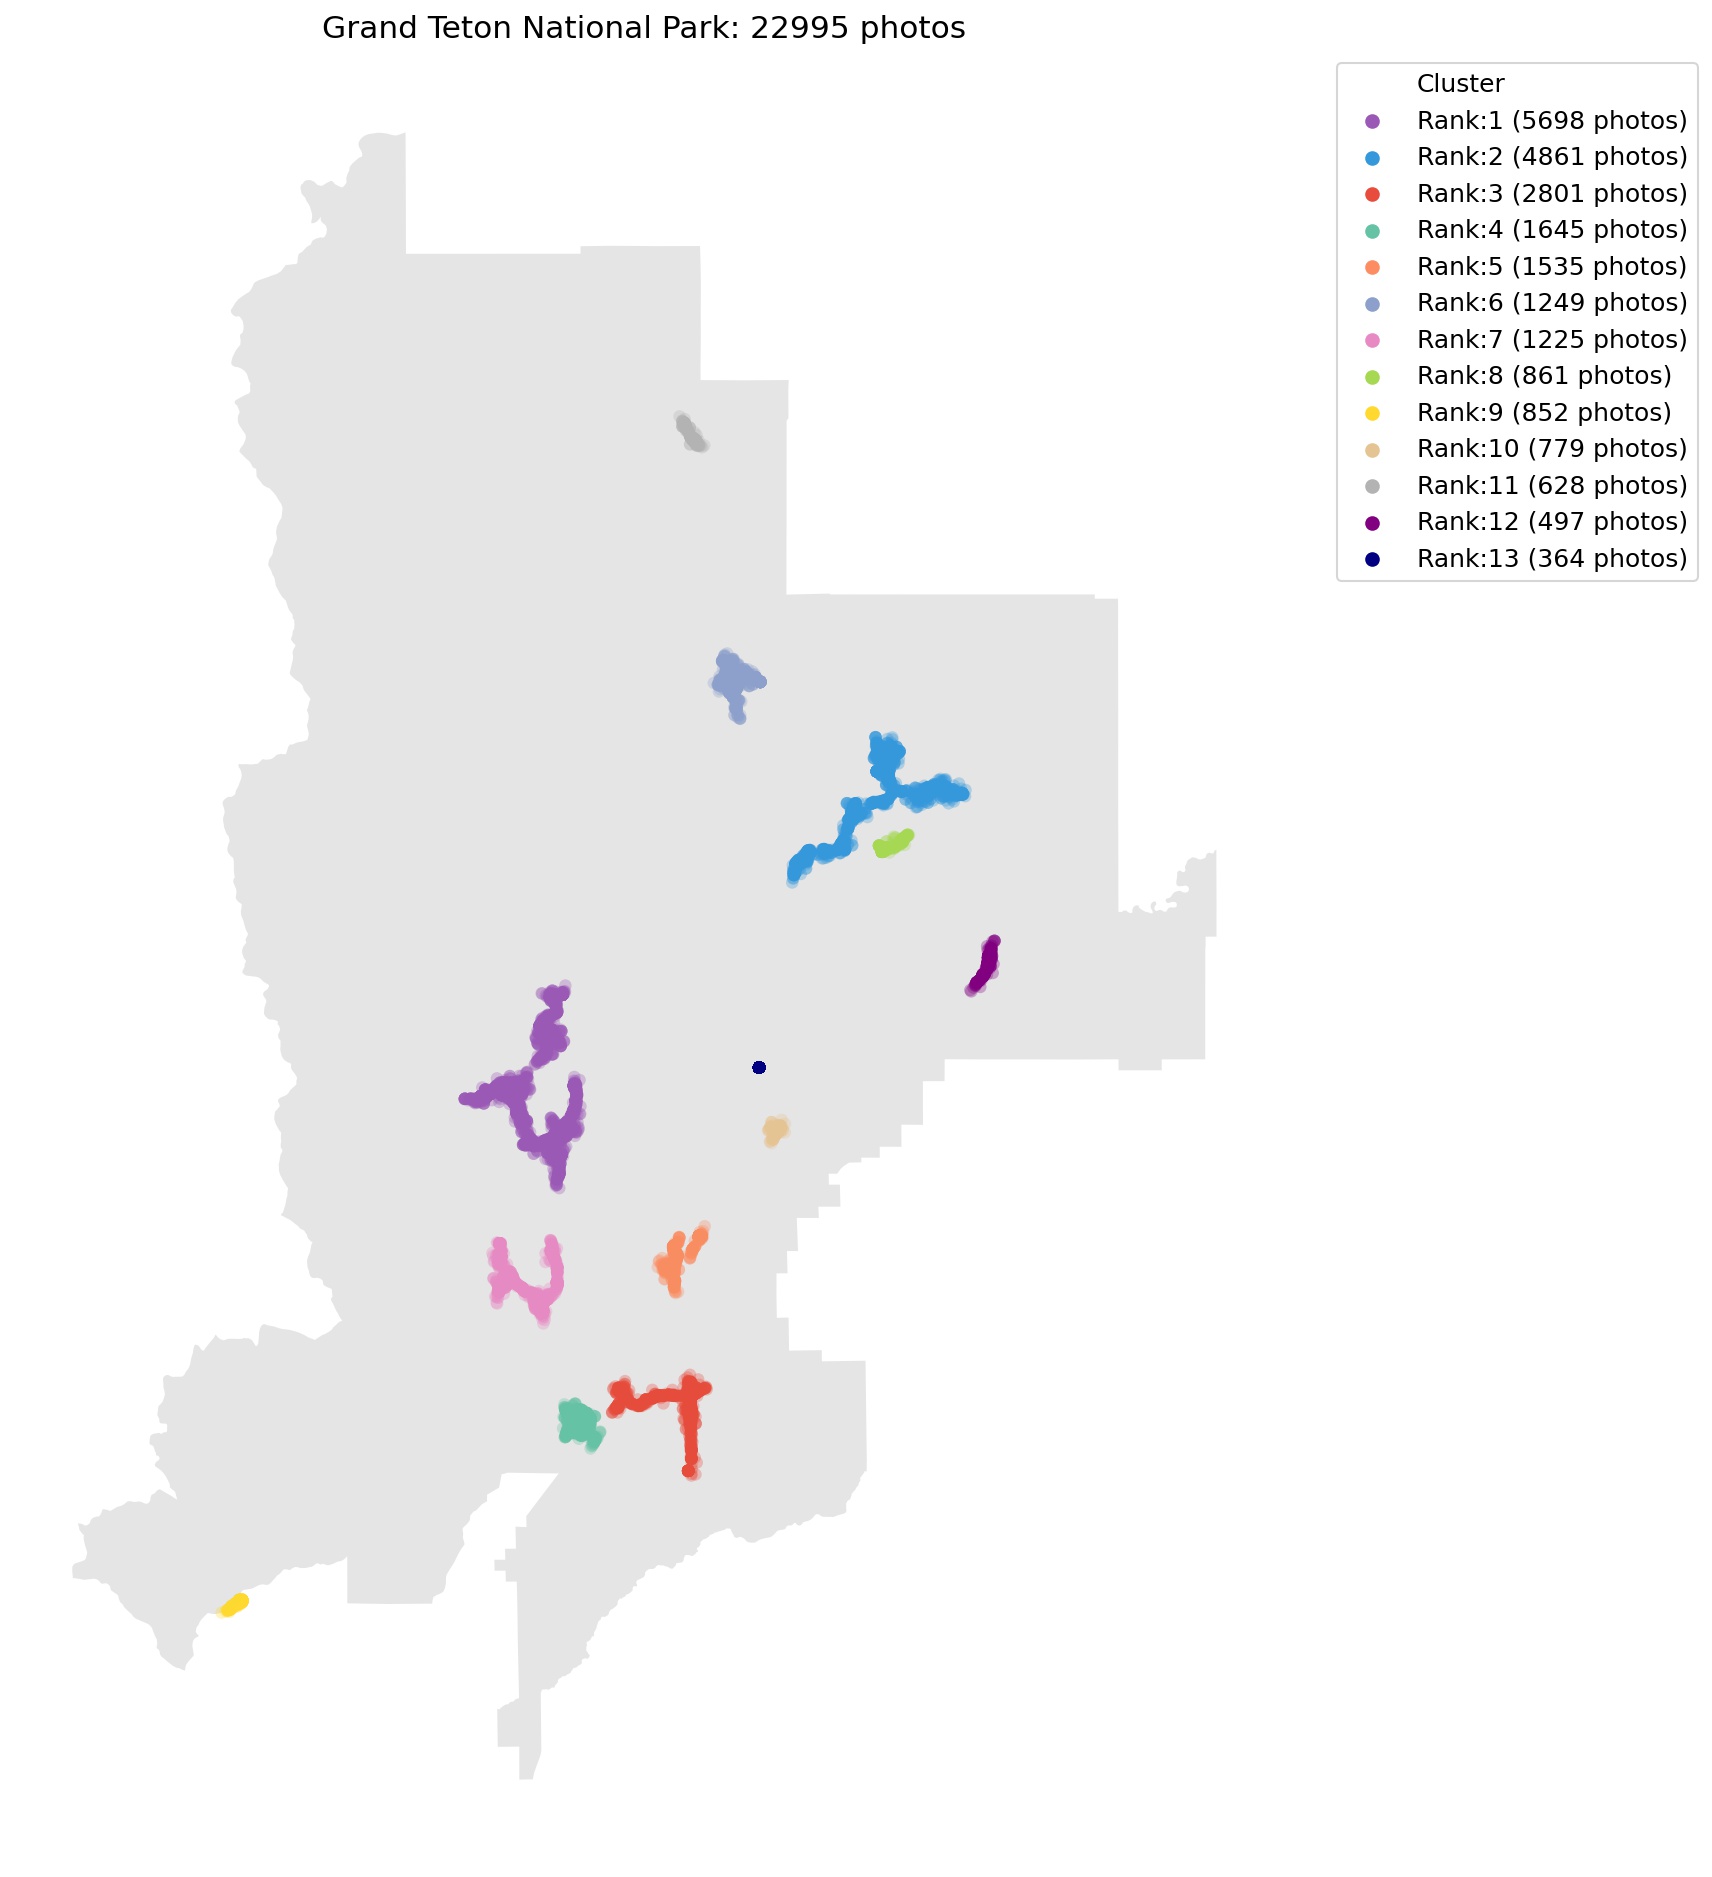 Grand Teton National Park: 22995 photos
Cluster
Rank:1 (5698 photos)
Rank:2 (4861 photos)
Rank:3 (2801 photos)
Rank:4 (1645 photos)
Rank:5 (1535 photos)
Rank:6 (1249 photos)
Rank:7 (1225 photos)
Rank:8 (861 photos)
Rank:9 (852 photos)
Rank:10 (779 photos)
Rank:11 (628 photos)
Rank:12 (497 photos)
Rank:13 (364 photos)